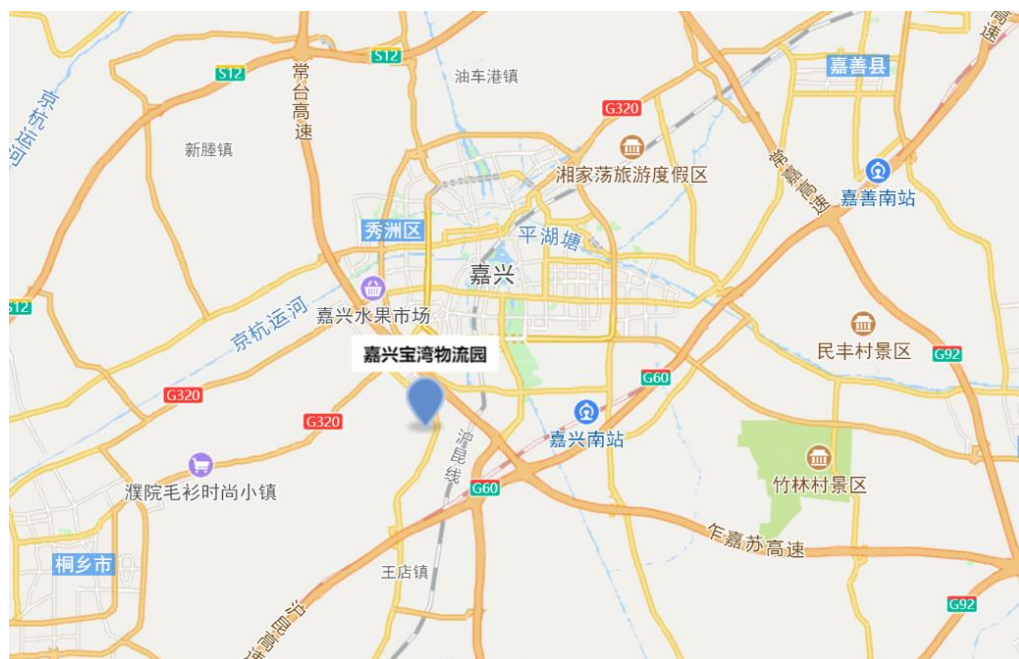 嘉善县
S12
S12
常台高速
油车港镇
京杭运河
G320
新塍镇
湘家荡旅游度假区
常嘉高速
嘉善南站
秀洲区
平湖塘
嘉兴
S12
京杭运河
嘉兴水果市场
民丰村景区
G92
嘉兴宝湾物流园
G60
G320
G320
嘉兴南站
沪昆线
濮院毛衫时尚小镇
G60
竹林村景区
乍嘉苏高速
桐乡市
王店镇
G92
沪昆高速